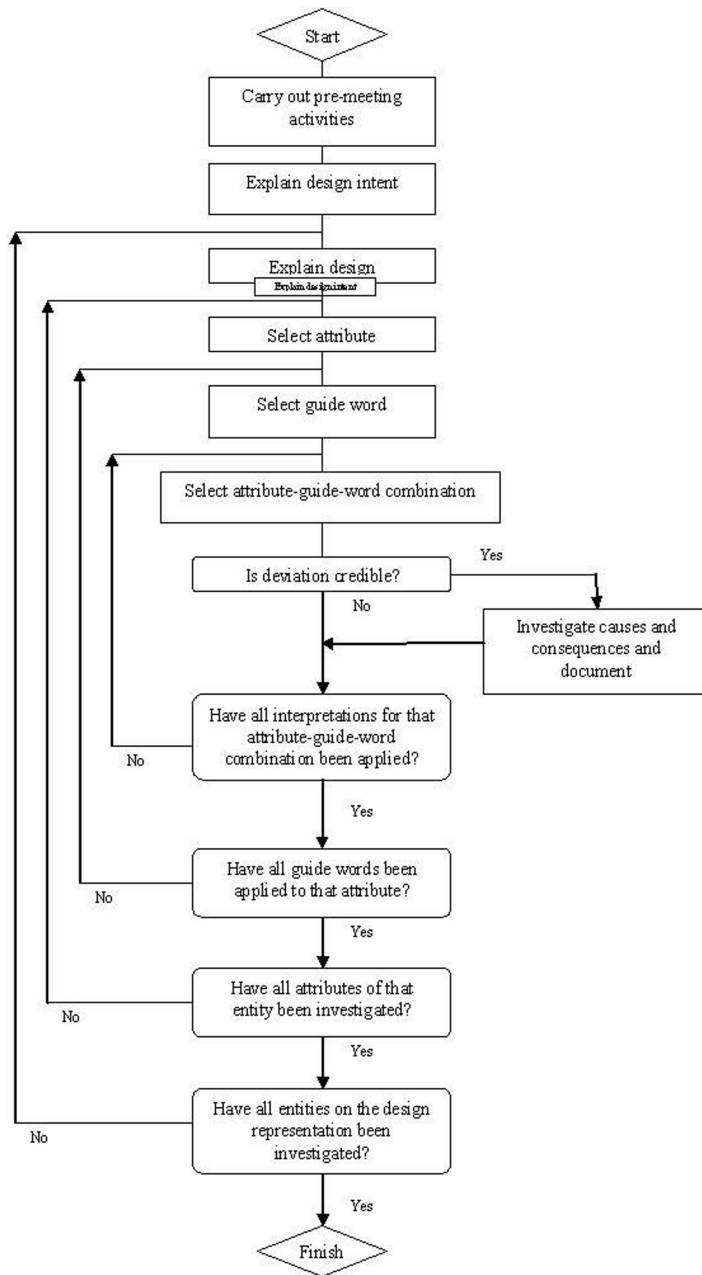 Start
Carry out pre-meeting
activities
Explain design intent
Explain design
Explain design intent
Select attribute
Select guide word
Select attribute-guide-word combination
Is deviation credible?
Yes
No
Investigate causes and
consequences and
document
Have all interpretations for that
attribute-guide-word
combination been applied?
No
Yes
Have all guide words been
applied to that attribute?
No
Yes
Have all attributes of that
entity been investigated?
No
Yes
Have all entities on the design
representation been
investigated?
No
Yes
Finish